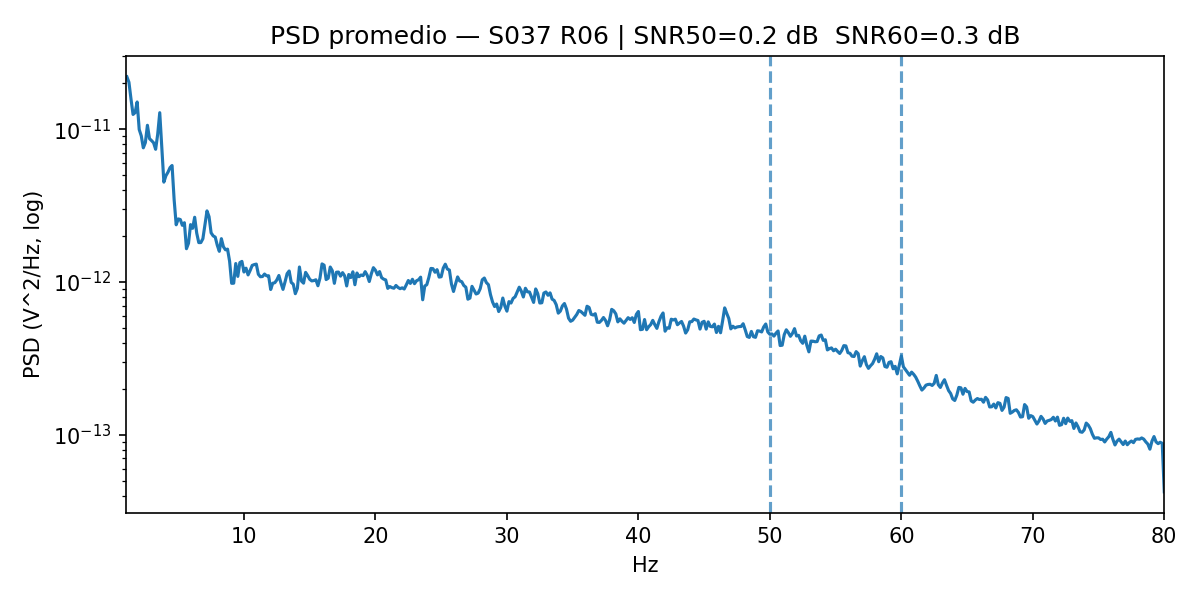 PSD promedio — S037 R06 | SNR50=0.2 dB  SNR60=0.3 dB
PSD (V^2/Hz, log)
10⁻¹¹
10⁻¹²
10⁻¹³
10 20 30 40 50 60 70 80
Hz